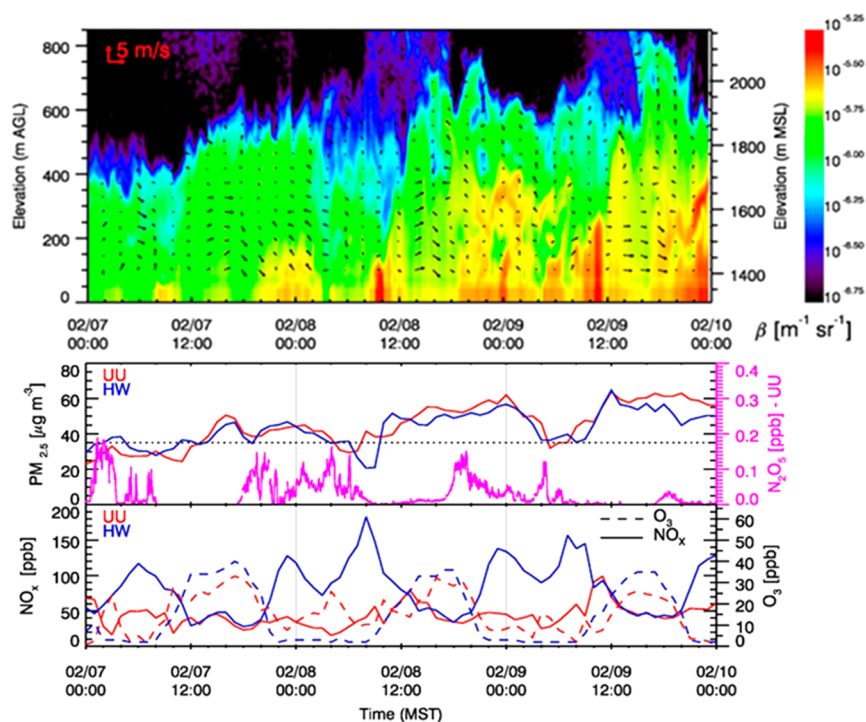 5 m/s
Elevation (m AGL)
800
600
400
200
0
Elevation (m MSL)
2000
1800
1600
1400
10^-5.25
10^-5.50
10^-5.75
10^-6.00
10^-6.25
10^-6.50
10^-6.75
β [m⁻¹ sr⁻¹]
02/07 02/07 02/08 02/08 02/09 02/09 02/10
00:00 12:00 00:00 12:00 00:00 12:00 00:00
UU
HW
PM 2.5 [μg m⁻³]
80
60
40
20
0
0.4
0.3
0.2
0.1
0.0
N₂O₅ [ppb] - UU
UU
HW
O₃
NOₓ
NOₓ [ppb]
200
150
100
50
0
60
50
40
30
20
10
0
O₃ [ppb]
02/07 02/07 02/08 02/08 02/09 02/09 02/10
00:00 12:00 00:00 12:00 00:00 12:00 00:00
Time (MST)